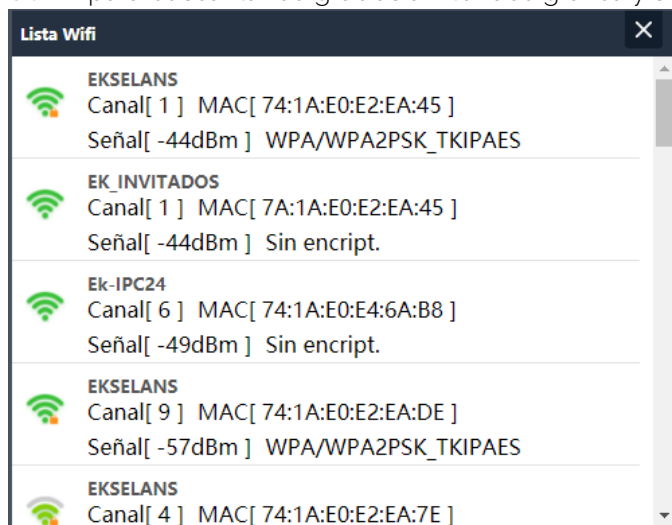 Lista Wifi
EKSELANS
Canal[ 1 ] MAC[ 74:1A:E0:E2:EA:45 ]
Señal[ -44dBm ] WPA/WPA2PSK_TKIPAES
EK_INVITADOS
Canal[ 1 ] MAC[ 7A:1A:E0:E2:EA:45 ]
Señal[ -44dBm ] Sin encript.
Ek-IPC24
Canal[ 6 ] MAC[ 74:1A:E0:E4:6A:B8 ]
Señal[ -49dBm ] Sin encript.
EKSELANS
Canal[ 9 ] MAC[ 74:1A:E0:E2:EA:DE ]
Señal[ -57dBm ] WPA/WPA2PSK_TKIPAES
EKSELANS
Canal[ 4 ] MAC[ 74:1A:E0:E2:EA:7E ]